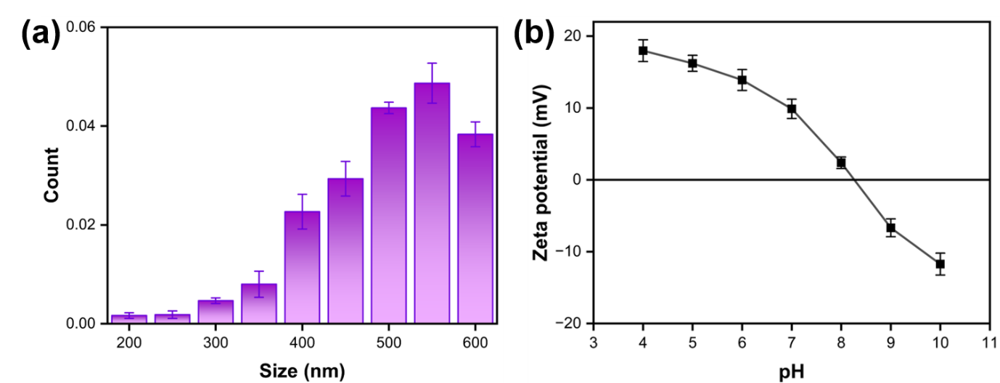 (a)
0.06
0.04
0.02
0.00
Count
200 300 400 500 600
Size (nm)
(b)
20
10
0
−10
−20
Zeta potential (mV)
3 4 5 6 7 8 9 10 11
pH